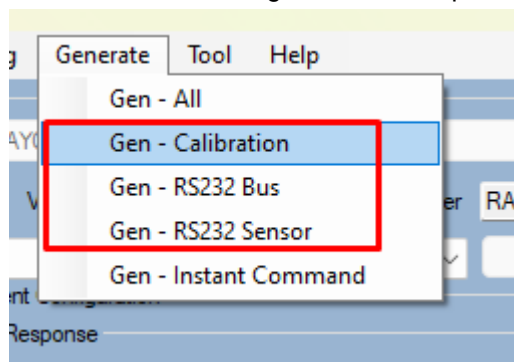 Generate Tool Help
Gen - All
Gen - Calibration
Gen - RS232 Bus
Gen - RS232 Sensor
Gen - Instant Command
Response